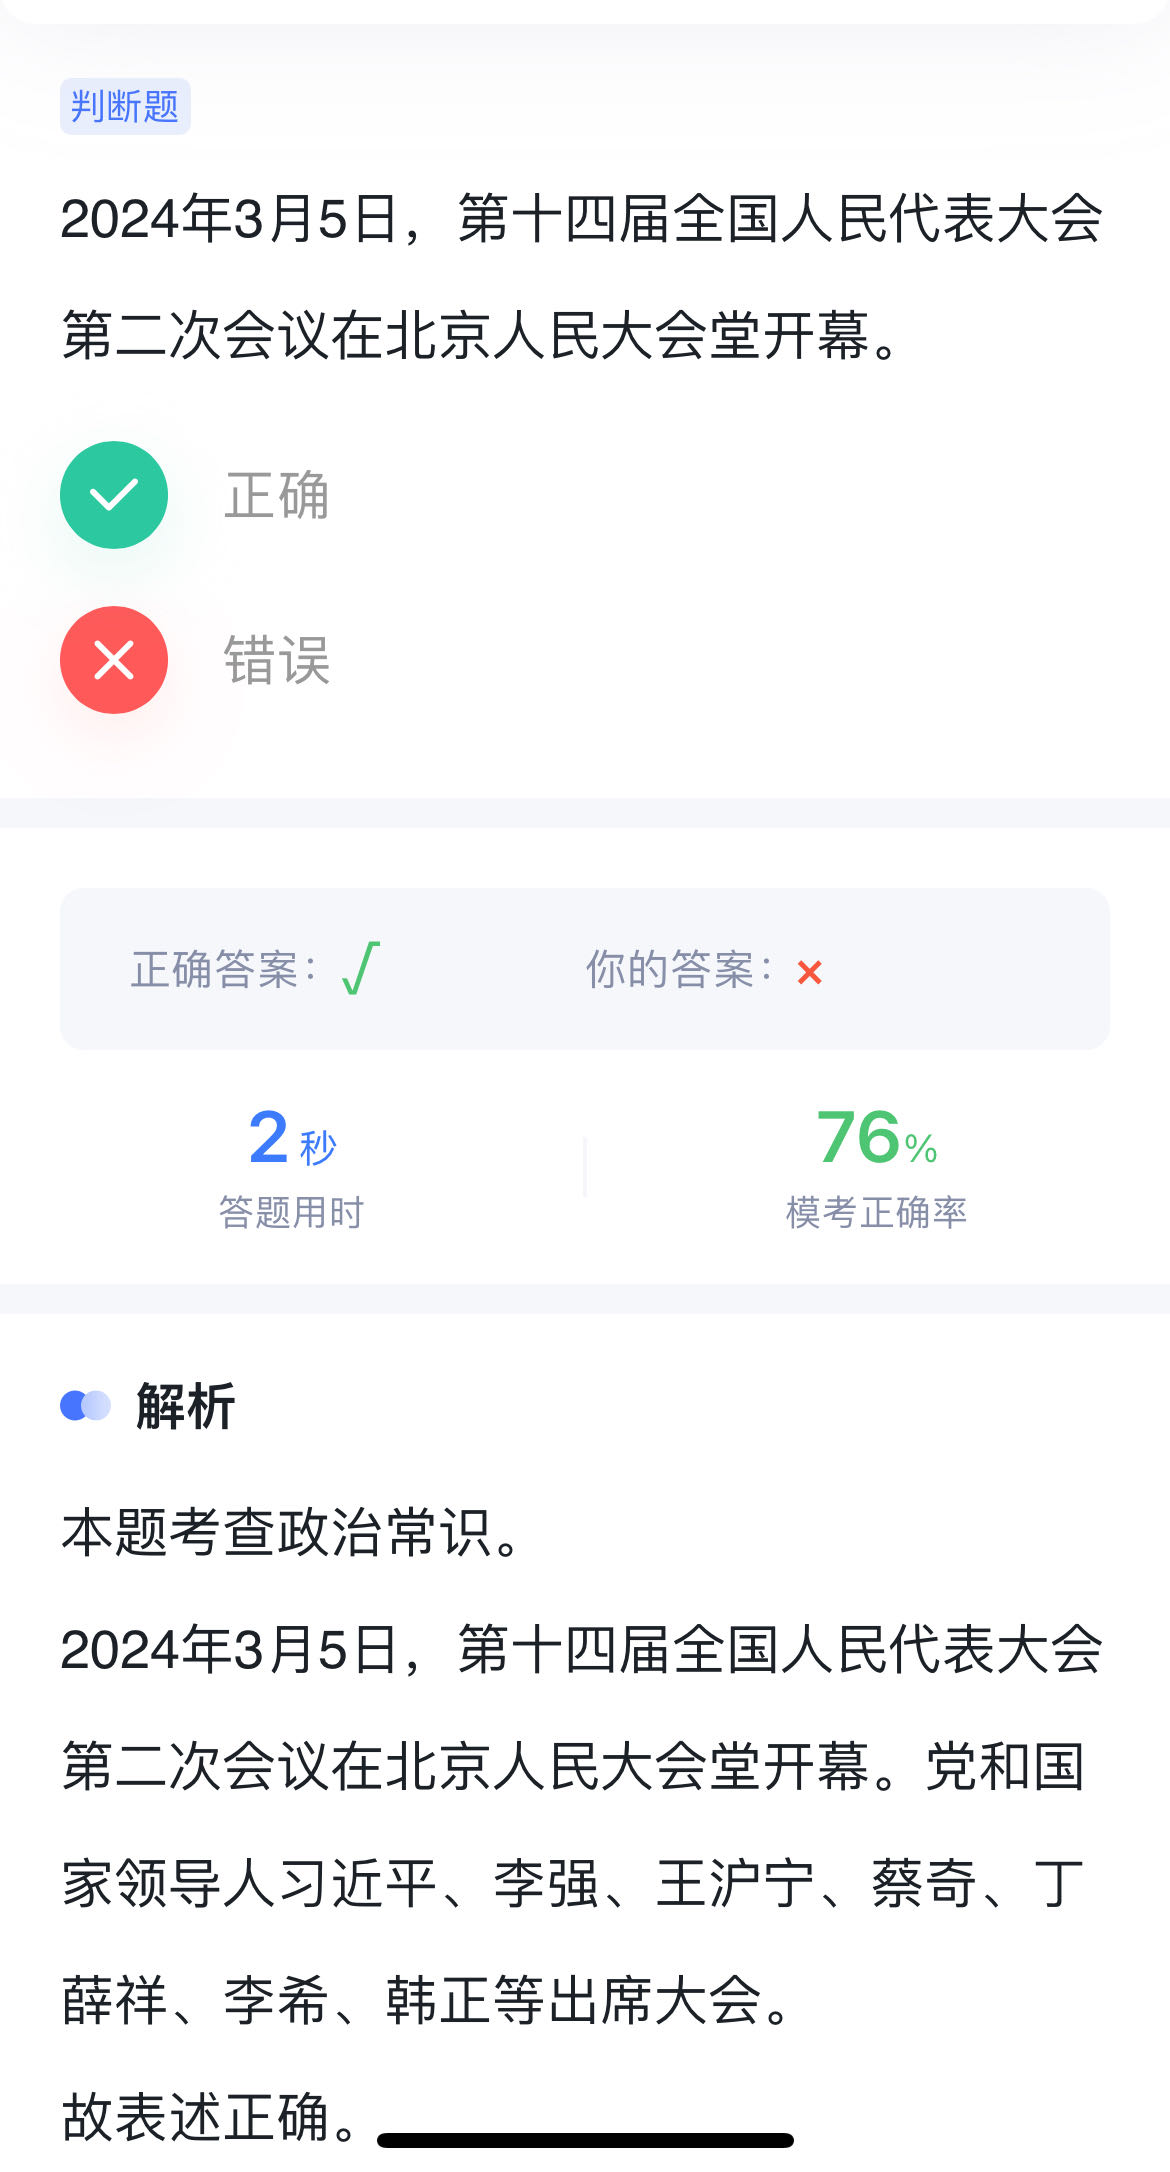 判断题
2024年3月5日，第十四届全国人民代表大会
第二次会议在北京人民大会堂开幕。
正确
错误
正确答案：√ 你的答案：×
2 秒 76%
答题用时 模考正确率
解析
本题考查政治常识。
2024年3月5日，第十四届全国人民代表大会
第二次会议在北京人民大会堂开幕。党和国
家领导人习近平、李强、王沪宁、蔡奇、丁
薛祥、李希、韩正等出席大会。
故表述正确。